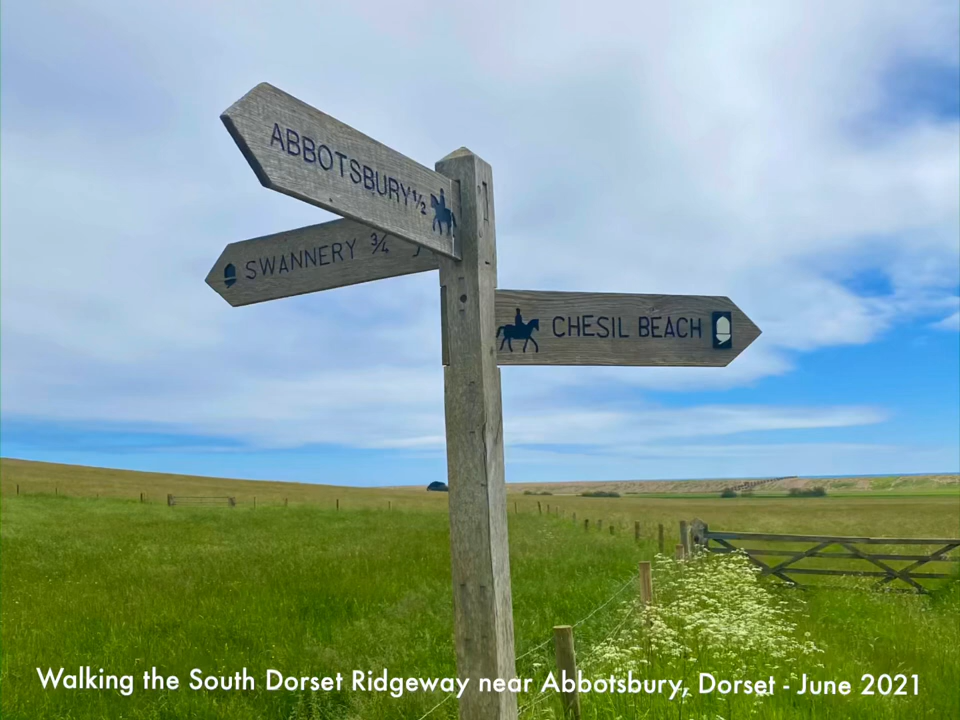 ABBOTSBURY ½
SWANNERY ¾
CHESIL BEACH
Walking the South Dorset Ridgeway near Abbotsbury, Dorset - June 2021